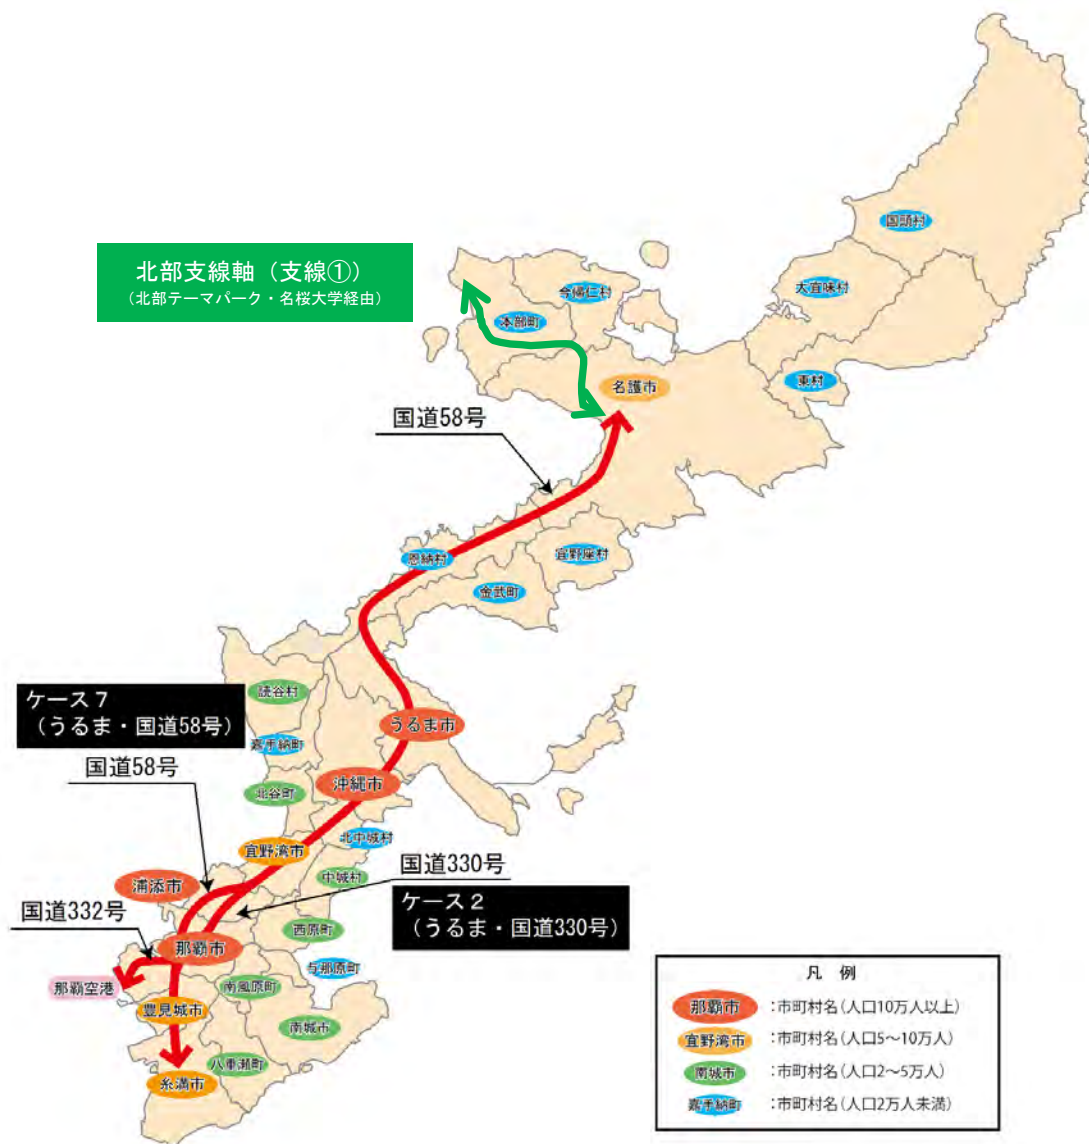 国頭村
北部支線軸（支線①）
（北部テーマパーク・名桜大学経由）
今帰仁村
大宜味村
本部町
東村
名護市
国道58号
恩納村
宜野座村
金武町
ケース７
（うるま・国道58号）
読谷村
うるま市
嘉手納町
国道58号
沖縄市
北谷町
北中城村
宜野湾市
国道330号
中城村
浦添市
ケース２
（うるま・国道330号）
国道332号
西原町
那覇市
与那原町
那覇空港
南風原町
豊見城市
南城市
八重瀬町
糸満市
凡　例
那覇市 ：市町村名（人口10万人以上）
宜野湾市 ：市町村名（人口5～10万人）
南城市 ：市町村名（人口2～5万人）
嘉手納町 ：市町村名（人口2万人未満）